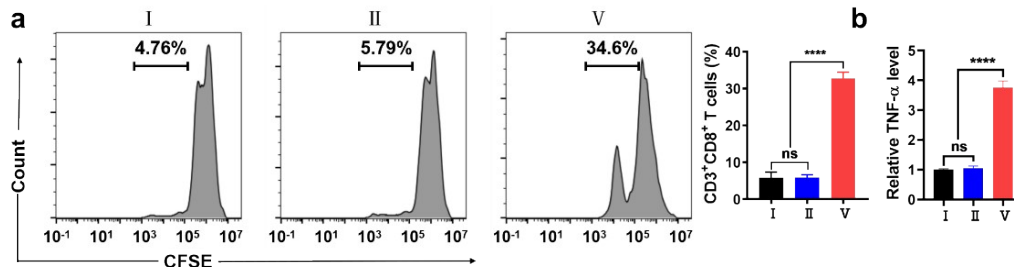 a
I
II
V
b
4.76%
5.79%
34.6%
Count
10-1 101 103 105 107
10-1 101 103 105 107
10-1 101 103 105 107
CFSE
CD3+CD8+ T cells (%)
40
30
20
10
0
****
ns
I II V
Relative TNF-α level
5
4
3
2
1
0
****
ns
I II V